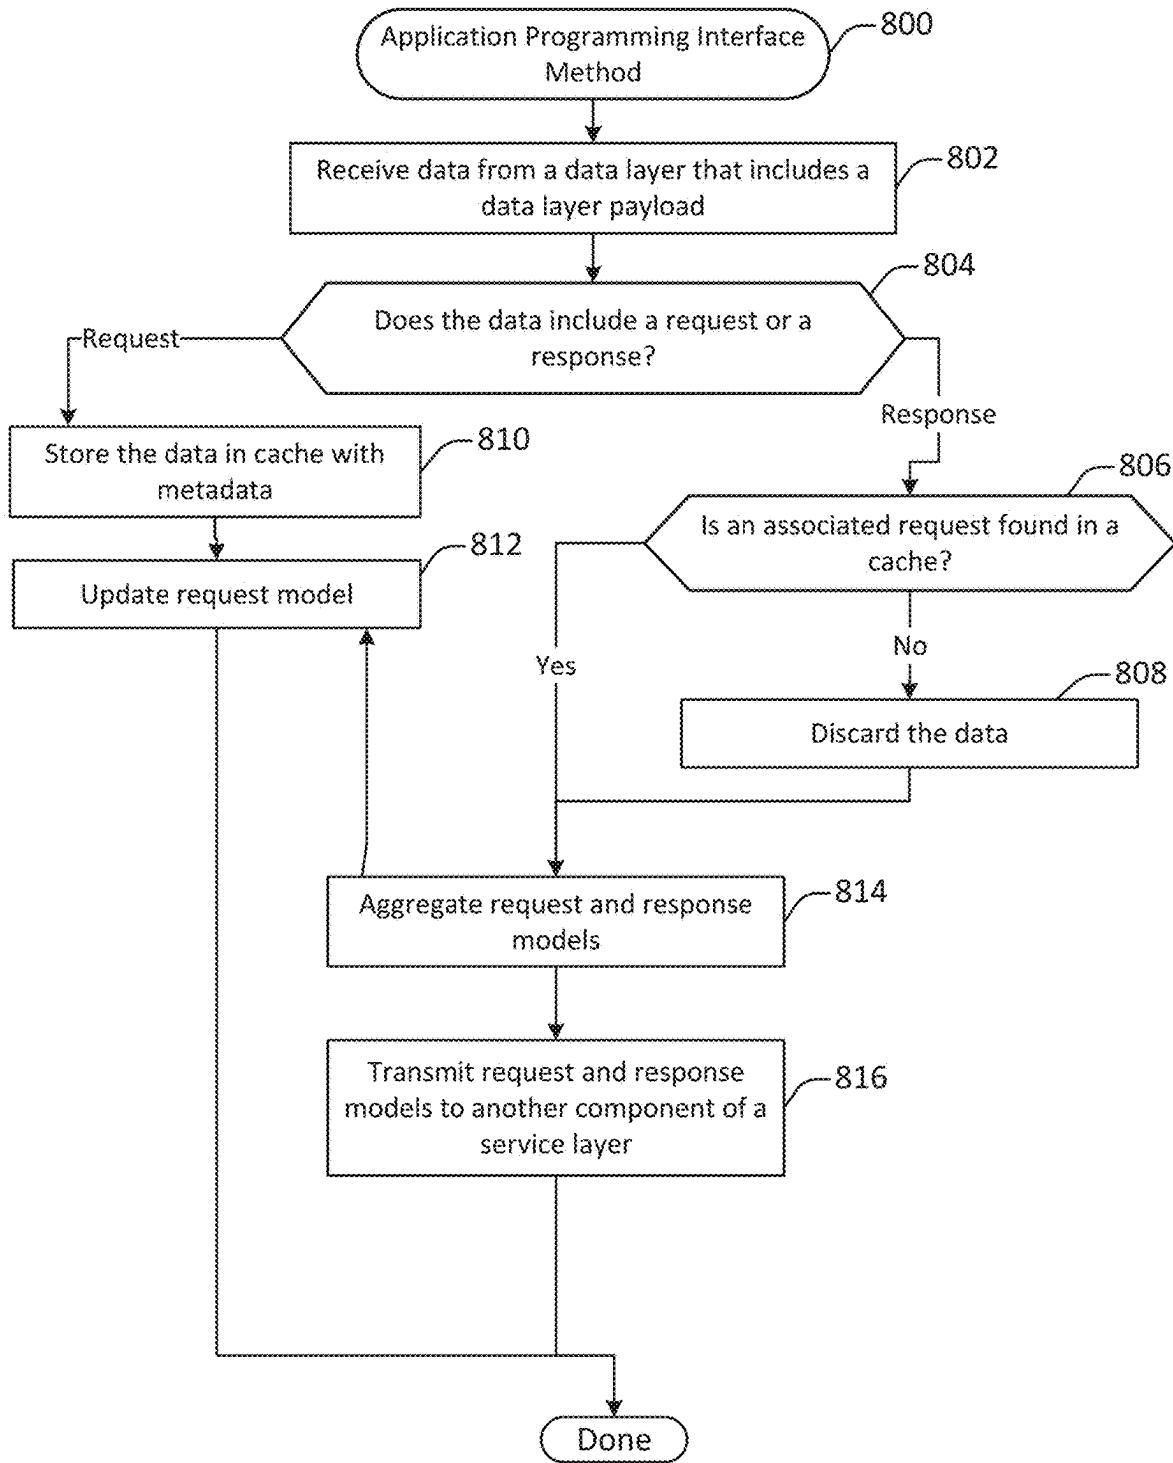 Application Programming Interface
Method
800
Receive data from a data layer that includes a
data layer payload
802
804
Does the data include a request or a
response?
Request
Response
Store the data in cache with
metadata
810
806
Is an associated request found in a
cache?
812
Update request model
Yes
No
808
Discard the data
Aggregate request and response
models
814
Transmit request and response
models to another component of a
service layer
816
Done